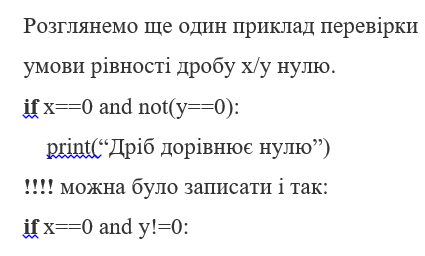 Розглянемо ще один приклад перевірки
умови рівності дробу x/y нулю.
if x==0 and not(y==0):
print(“Дріб дорівнює нулю”)
!!!! можна було записати і так:
if x==0 and y!=0: